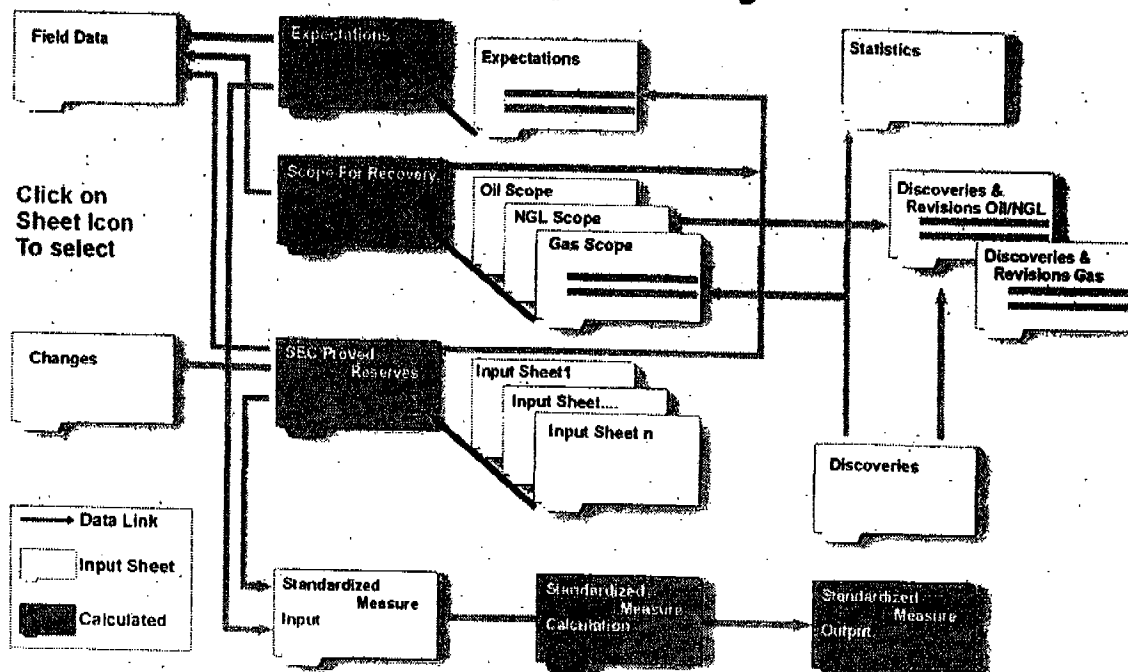 Field Data
Expectations
Expectations
Statistics
Click on
Sheet Icon
To select
Scope For Recovery
Oil Scope
NGL Scope
Gas Scope
Discoveries &
Revisions Oil/NGL
Discoveries &
Revisions Gas
Changes
SEC Proved
Reserves
Input Sheet1
Input Sheet....
Input Sheet n
Discoveries
Data Link
Input Sheet
Calculated
Standardized
Measure
Input
Standardized
Measure
Calculation
Standardized
Measure
Output